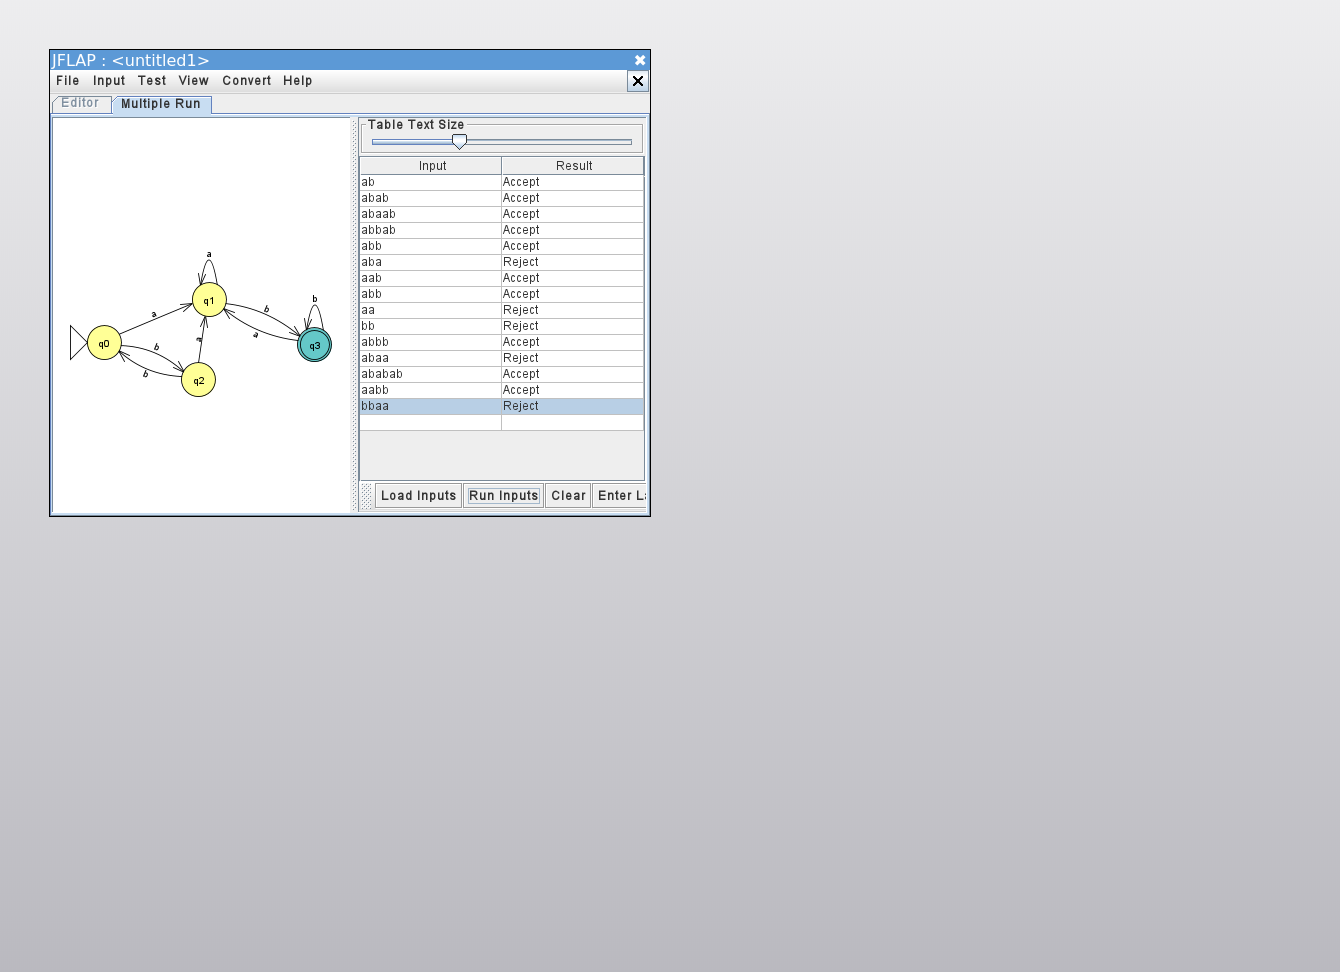 JFLAP : <untitled1>
File Input Test View Convert Help
Editor Multiple Run
Table Text Size
Input Result
ab Accept
abab Accept
abaab Accept
abbab Accept
abb Accept
aba Reject
aab Accept
abb Accept
aa Reject
bb Reject
abbb Accept
abaa Reject
ababab Accept
aabb Accept
bbaa Reject
a
q1
b
b
a
a
q0
b
a
q3
b
q2
Load Inputs Run Inputs Clear Enter